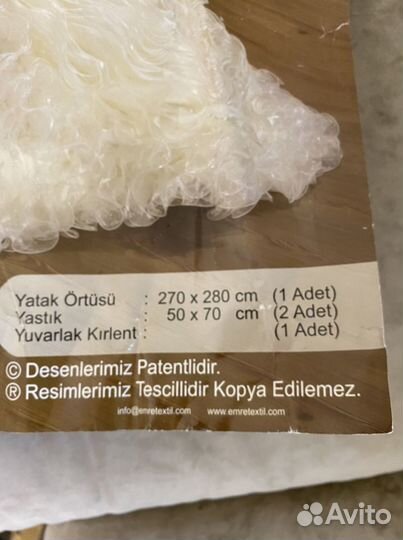 Yatak Örtüsü : 270 x 280 cm (1 Adet)
Yastık : 50 x 70 cm (2 Adet)
Yuvarlak Kırlent : (1 Adet)
© Desenlerimiz Patentlidir.
® Resimlerimiz Tescillidir Kopya Edilemez.
info@emretextil.com www.emretextil.com
Avito